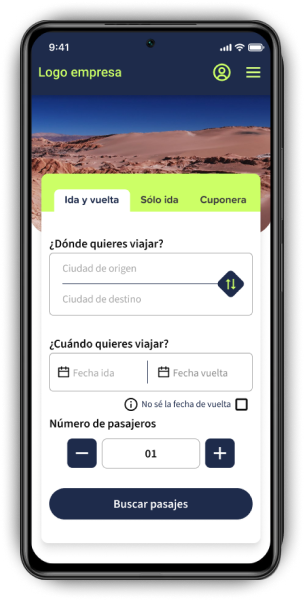 9:41
Logo empresa
Ida y vuelta Sólo ida Cuponera
¿Dónde quieres viajar?
Ciudad de origen
Ciudad de destino
¿Cuándo quieres viajar?
Fecha ida Fecha vuelta
No sé la fecha de vuelta
Número de pasajeros
01
Buscar pasajes